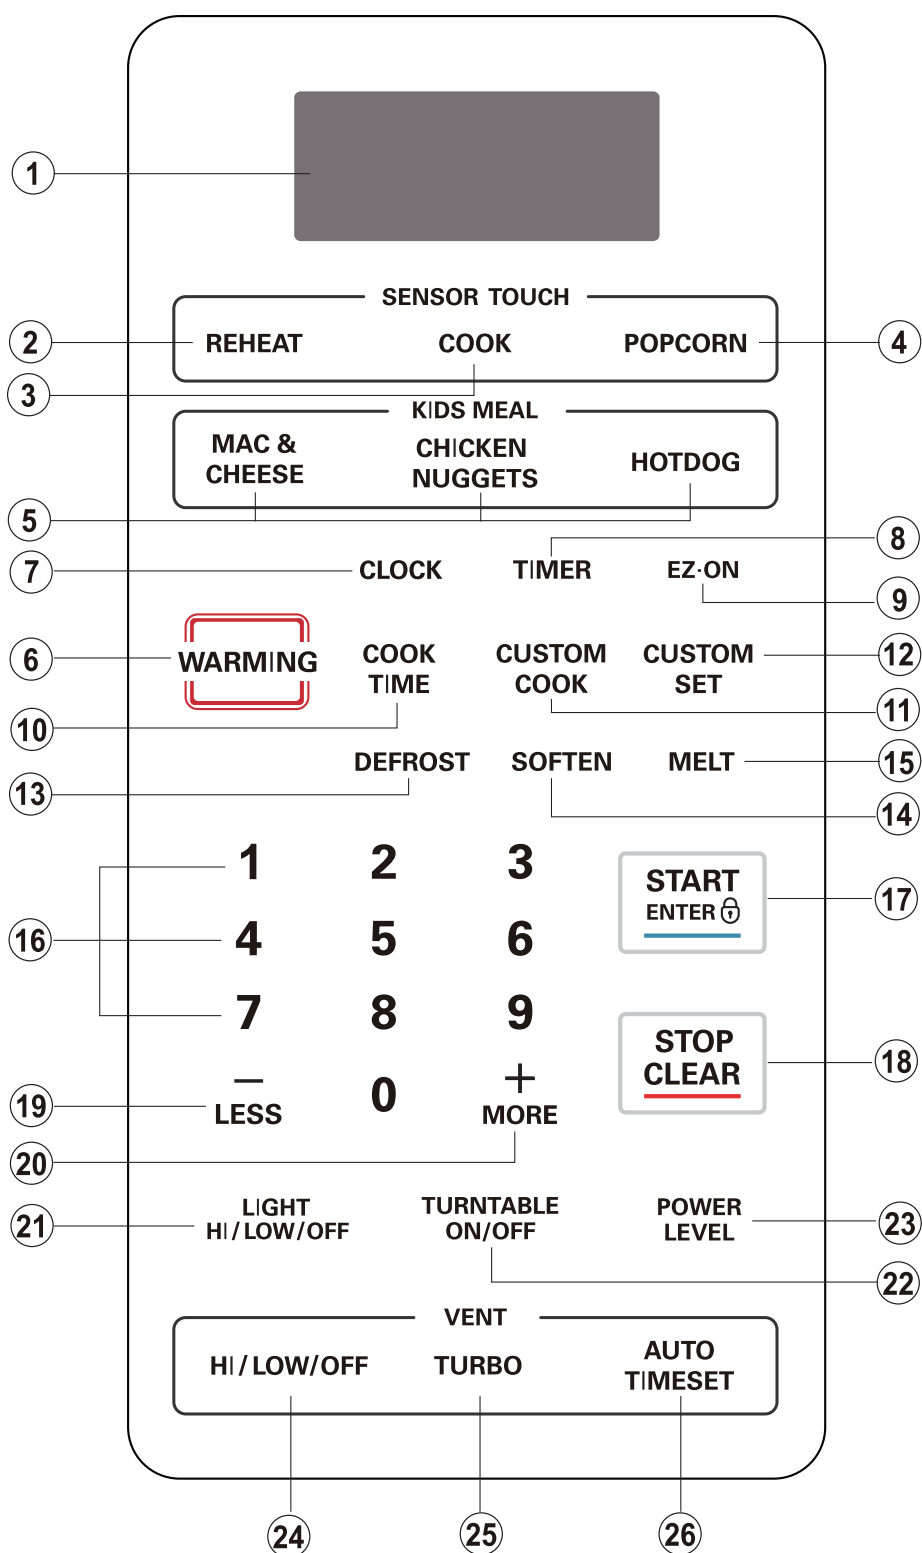 1
SENSOR TOUCH
2 REHEAT COOK POPCORN 4
3
KIDS MEAL
MAC & CHEESE
CHICKEN NUGGETS
HOTDOG
5
8
7 CLOCK TIMER EZ·ON
9
6 WARMING
COOK TIME
CUSTOM COOK
CUSTOM SET
12
10
11
DEFROST SOFTEN MELT 15
13
14
1 2 3
START
ENTER
17
16 4 5 6
7 8 9
STOP
CLEAR
18
− +
19 LESS 0 MORE
20
21
LIGHT
HI/LOW/OFF
TURNTABLE
ON/OFF
POWER
LEVEL
23
22
VENT
HI/LOW/OFF TURBO
AUTO
TIMESET
24 25 26